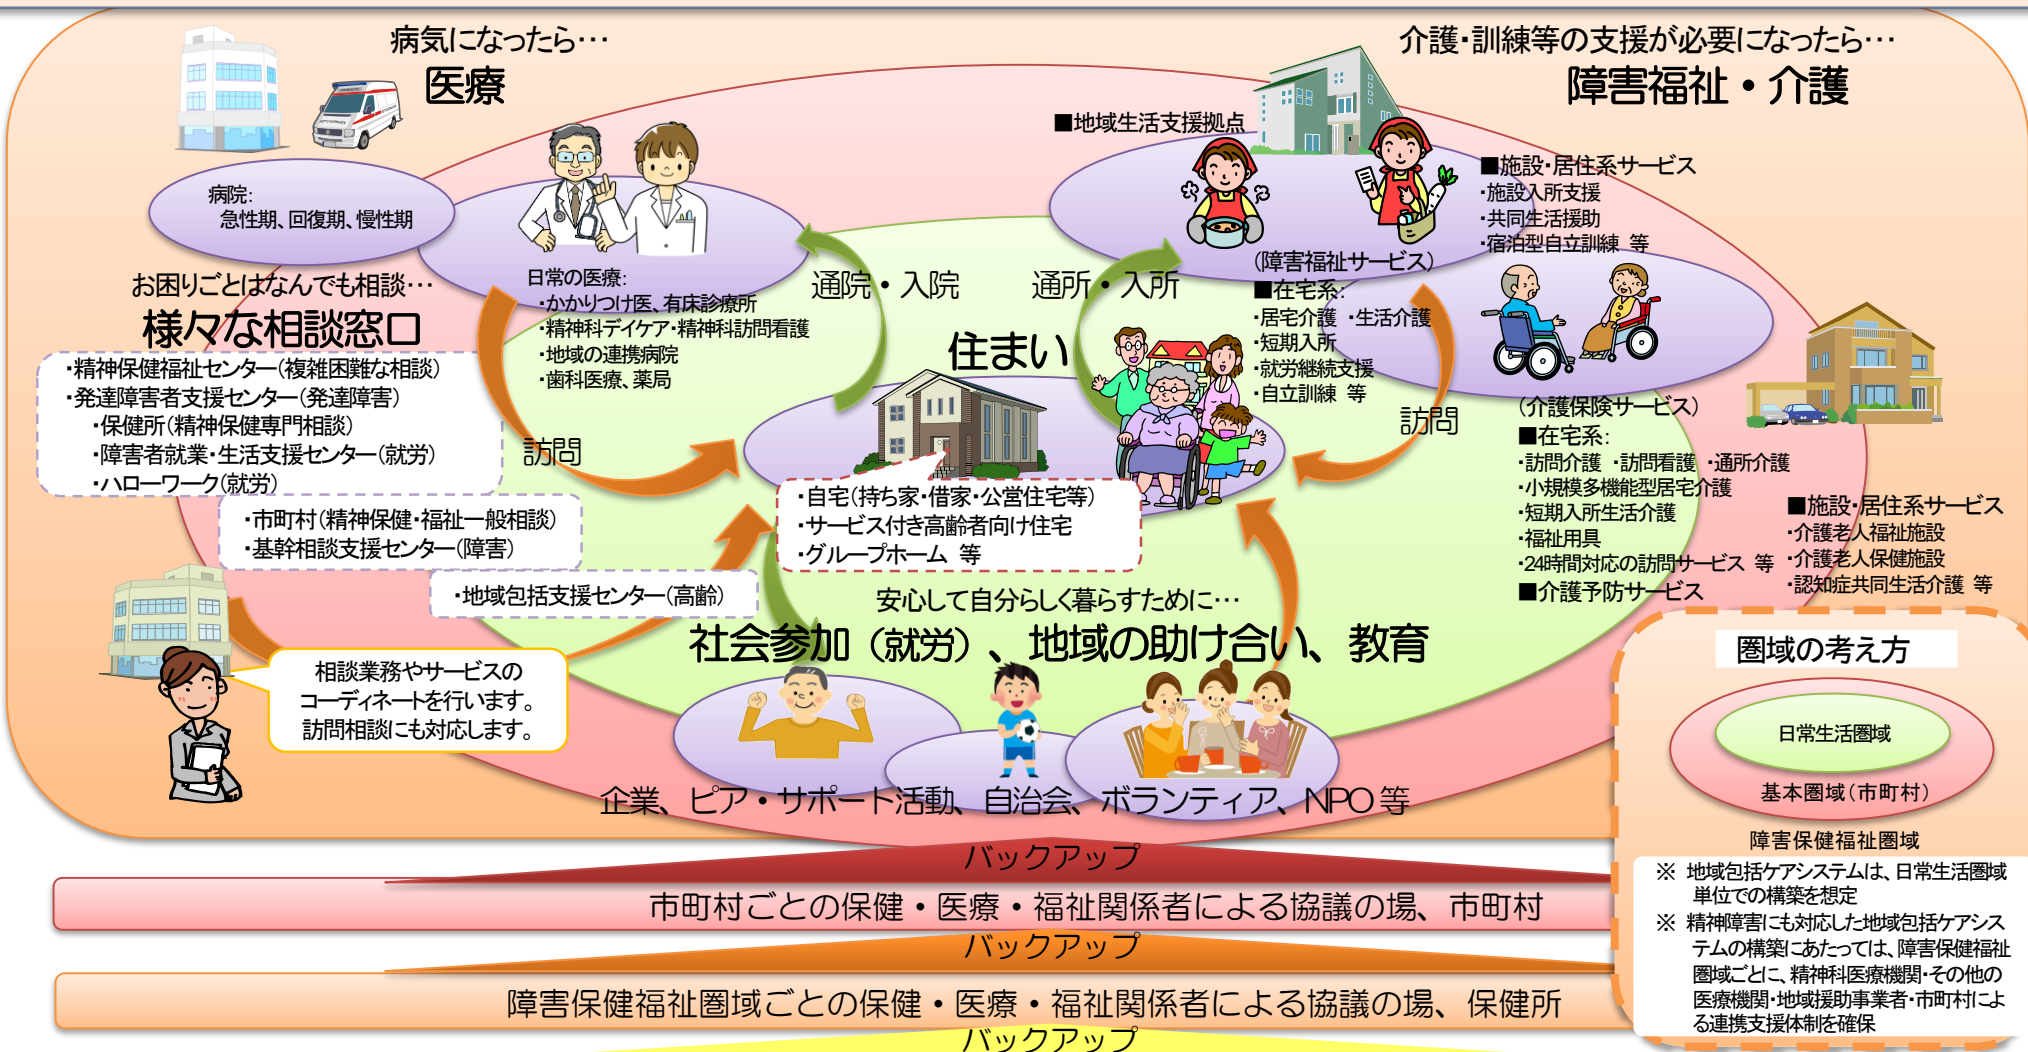 病気になったら…
医療
介護・訓練等の支援が必要になったら…
障害福祉・介護
病院:
急性期、回復期、慢性期
日常の医療:
・かかりつけ医、有床診療所
・精神科デイケア・精神科訪問看護
・地域の連携病院
・歯科医療、薬局
通院・入院
通所・入所
■地域生活支援拠点
■施設・居住系サービス
・施設入所支援
・共同生活援助
・宿泊型自立訓練 等
(障害福祉サービス)
■在宅系:
・居宅介護 ・生活介護
・短期入所
・就労継続支援
・自立訓練 等
訪問
(介護保険サービス)
■在宅系:
・訪問介護 ・訪問看護 ・通所介護
・小規模多機能型居宅介護
・短期入所生活介護
・福祉用具
・24時間対応の訪問サービス 等
■介護予防サービス
■施設・居住系サービス
・介護老人福祉施設
・介護老人保健施設
・認知症共同生活介護 等
お困りごとはなんでも相談…
様々な相談窓口
・精神保健福祉センター(複雑困難な相談)
・発達障害者支援センター(発達障害)
・保健所(精神保健専門相談)
・障害者就業・生活支援センター(就労)
・ハローワーク(就労)
・市町村(精神保健・福祉一般相談)
・基幹相談支援センター(障害)
・地域包括支援センター(高齢)
訪問
住まい
・自宅(持ち家・借家・公営住宅等)
・サービス付き高齢者向け住宅
・グループホーム 等
相談業務やサービスの
コーディネートを行います。
訪問相談にも対応します。
安心して自分らしく暮らすために…
社会参加(就労)、地域の助け合い、教育
企業、ピア・サポート活動、自治会、ボランティア、NPO 等
バックアップ
市町村ごとの保健・医療・福祉関係者による協議の場、市町村
バックアップ
障害保健福祉圏域ごとの保健・医療・福祉関係者による協議の場、保健所
バックアップ
圏域の考え方
日常生活圏域
基本圏域(市町村)
障害保健福祉圏域
※ 地域包括ケアシステムは、日常生活圏域
単位での構築を想定
※ 精神障害にも対応した地域包括ケアシス
テムの構築にあたっては、障害保健福祉
圏域ごとに、精神科医療機関・その他の
医療機関・地域援助事業者・市町村によ
る連携支援体制を確保